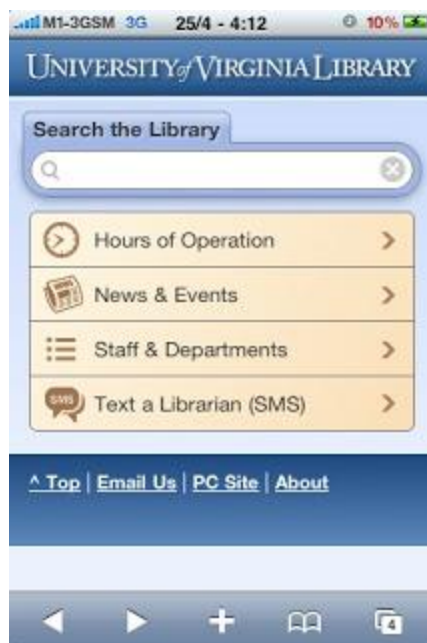 M1-3GSM 3G 25/4 - 4:12 10%
UNIVERSITY of VIRGINIA LIBRARY
Search the Library
Hours of Operation
News & Events
Staff & Departments
SMS Text a Librarian (SMS)
^ Top | Email Us | PC Site | About
4